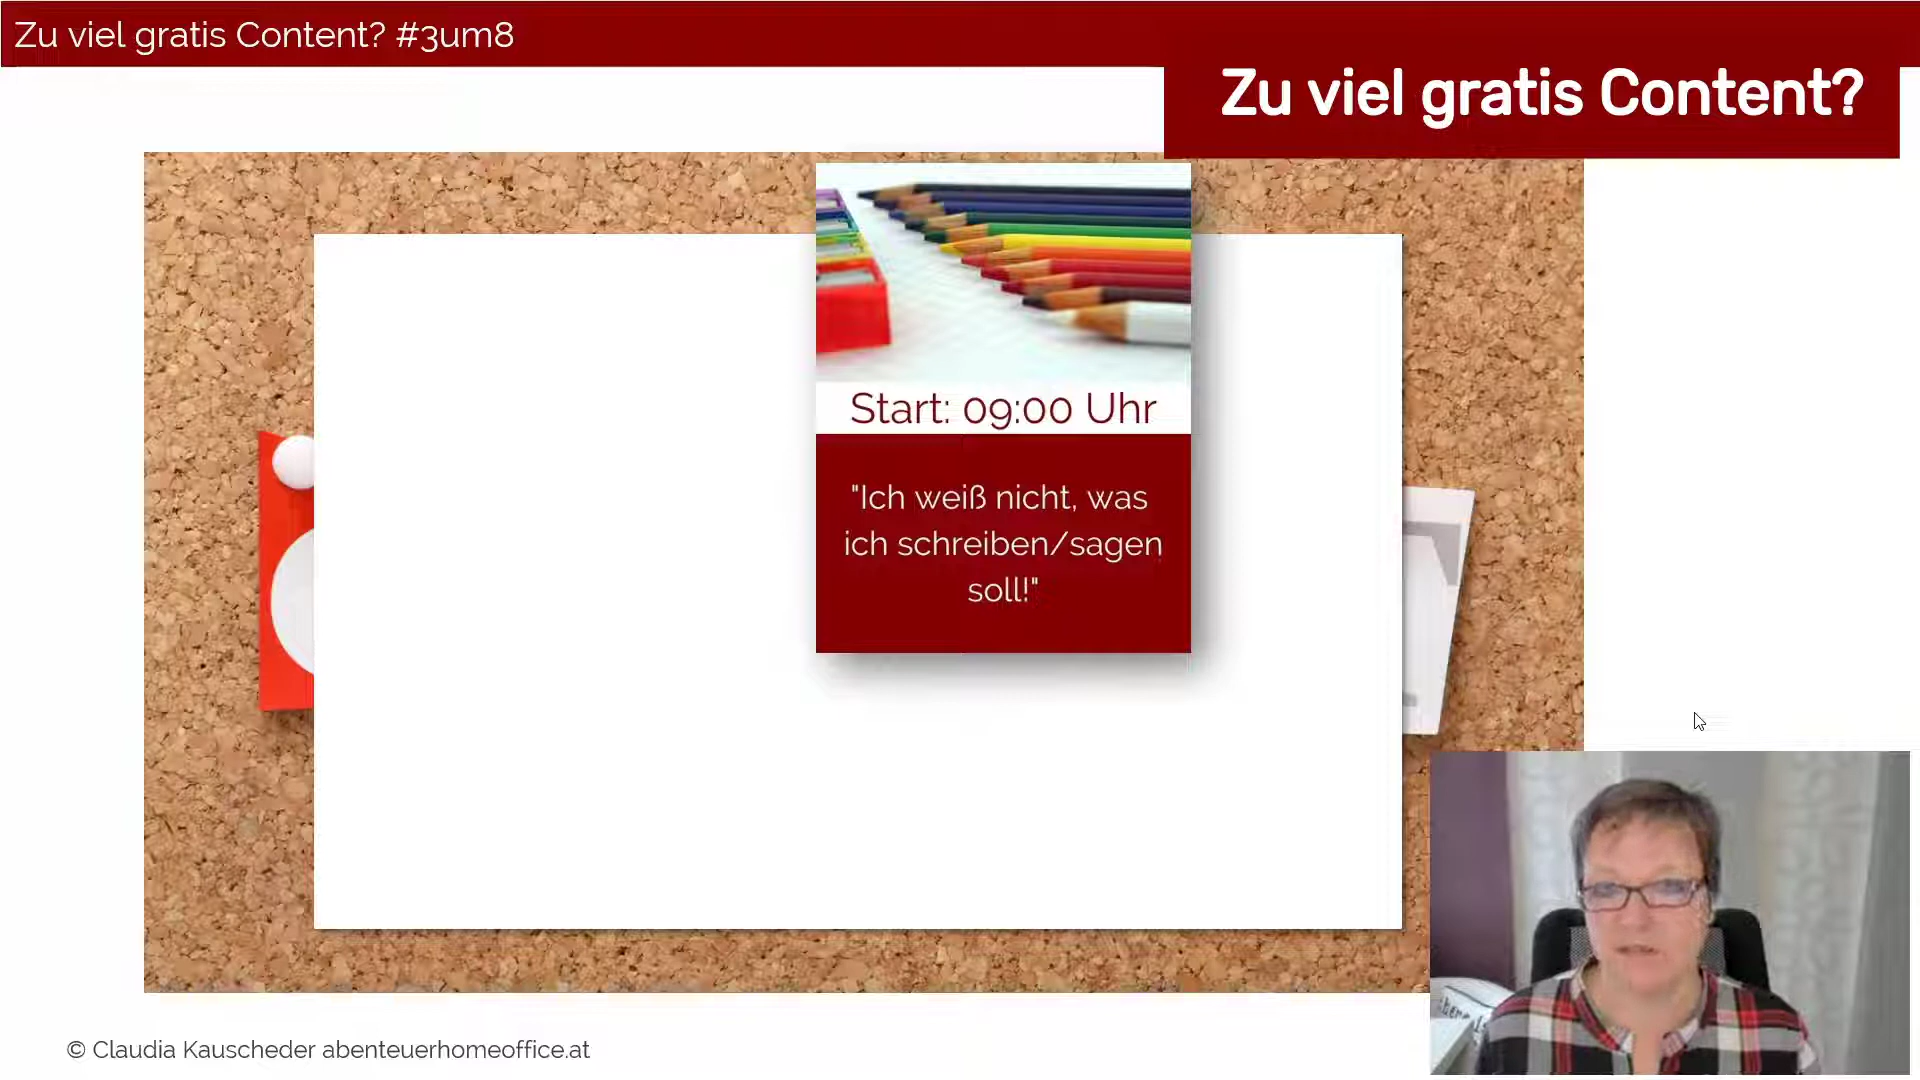 Zu viel gratis Content? #3um8
Zu viel gratis Content?
Start: 09:00 Uhr
"Ich weiß nicht, was
ich schreiben/sagen
soll!"
© Claudia Kauscheder abenteuerhomeoffice.at